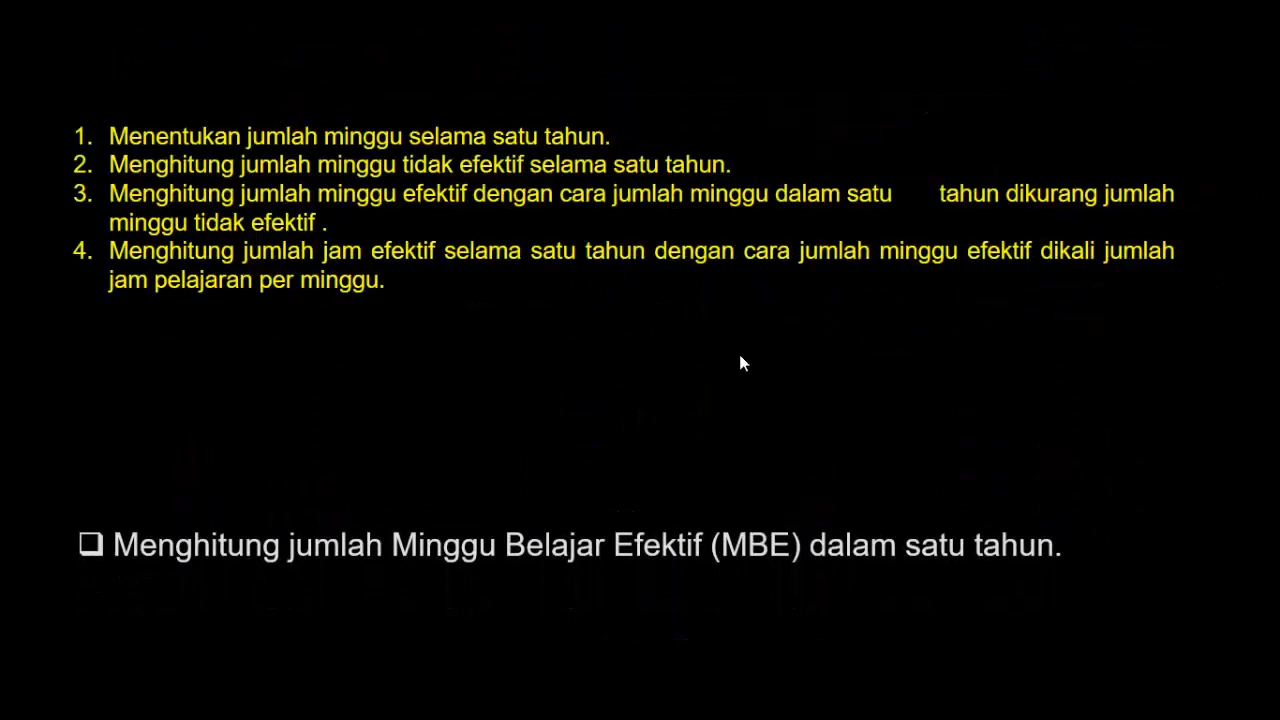 1. Menentukan jumlah minggu selama satu tahun.
2. Menghitung jumlah minggu tidak efektif selama satu tahun.
3. Menghitung jumlah minggu efektif dengan cara jumlah minggu dalam satu tahun dikurang jumlah
minggu tidak efektif .
4. Menghitung jumlah jam efektif selama satu tahun dengan cara jumlah minggu efektif dikali jumlah
jam pelajaran per minggu.
❑ Menghitung jumlah Minggu Belajar Efektif (MBE) dalam satu tahun.